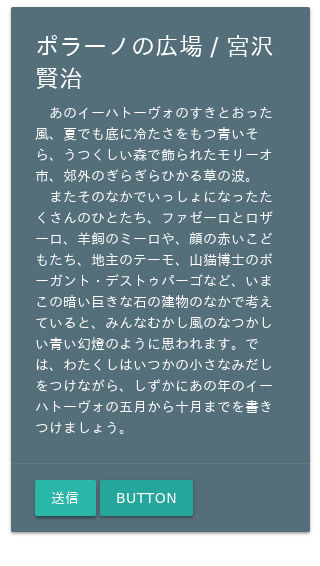 ポラーノの広場 / 宮沢
賢治
　あのイーハトーヴォのすきとおった
風、夏でも底に冷たさをもつ青いそ
ら、うつくしい森で飾られたモリーオ
市、郊外のぎらぎらひかる草の波。
　またそのなかでいっしょになったた
くさんのひとたち、ファゼーロとロザ
ーロ、羊飼のミーロや、顔の赤いこど
もたち、地主のテーモ、山猫博士のボ
ーガント・デストゥパーゴなど、いま
この暗い巨きな石の建物のなかで考え
ていると、みんなむかし風のなつかし
い青い幻燈のように思われます。で
は、わたくしはいつかの小さなみだし
をつけながら、しずかにあの年のイー
ハトーヴォの五月から十月までを書き
つけましょう。
送信 BUTTON